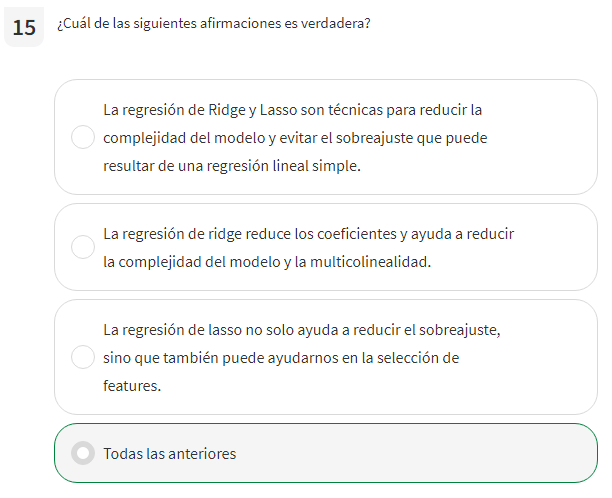 15 ¿Cuál de las siguientes afirmaciones es verdadera?
La regresión de Ridge y Lasso son técnicas para reducir la
complejidad del modelo y evitar el sobreajuste que puede
resultar de una regresión lineal simple.
La regresión de ridge reduce los coeficientes y ayuda a reducir
la complejidad del modelo y la multicolinealidad.
La regresión de lasso no solo ayuda a reducir el sobreajuste,
sino que también puede ayudarnos en la selección de
features.
Todas las anteriores